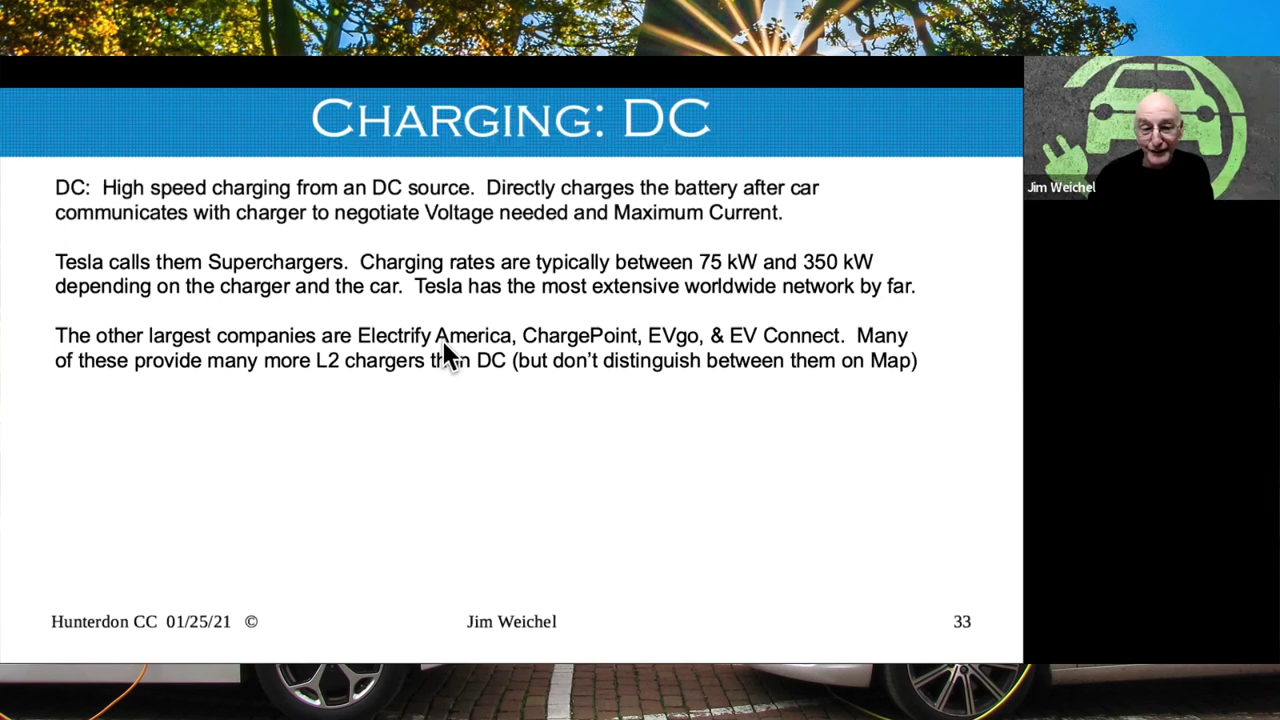 CHARGING: DC
DC: High speed charging from an DC source. Directly charges the battery after car
communicates with charger to negotiate Voltage needed and Maximum Current.
Tesla calls them Superchargers. Charging rates are typically between 75 kW and 350 kW
depending on the charger and the car. Tesla has the most extensive worldwide network by far.
The other largest companies are Electrify America, ChargePoint, EVgo, & EV Connect. Many
of these provide many more L2 chargers DC (but don’t distinguish between them on Map)
Hunterdon CC 01/25/21 © Jim Weichel 33
Jim Weichel